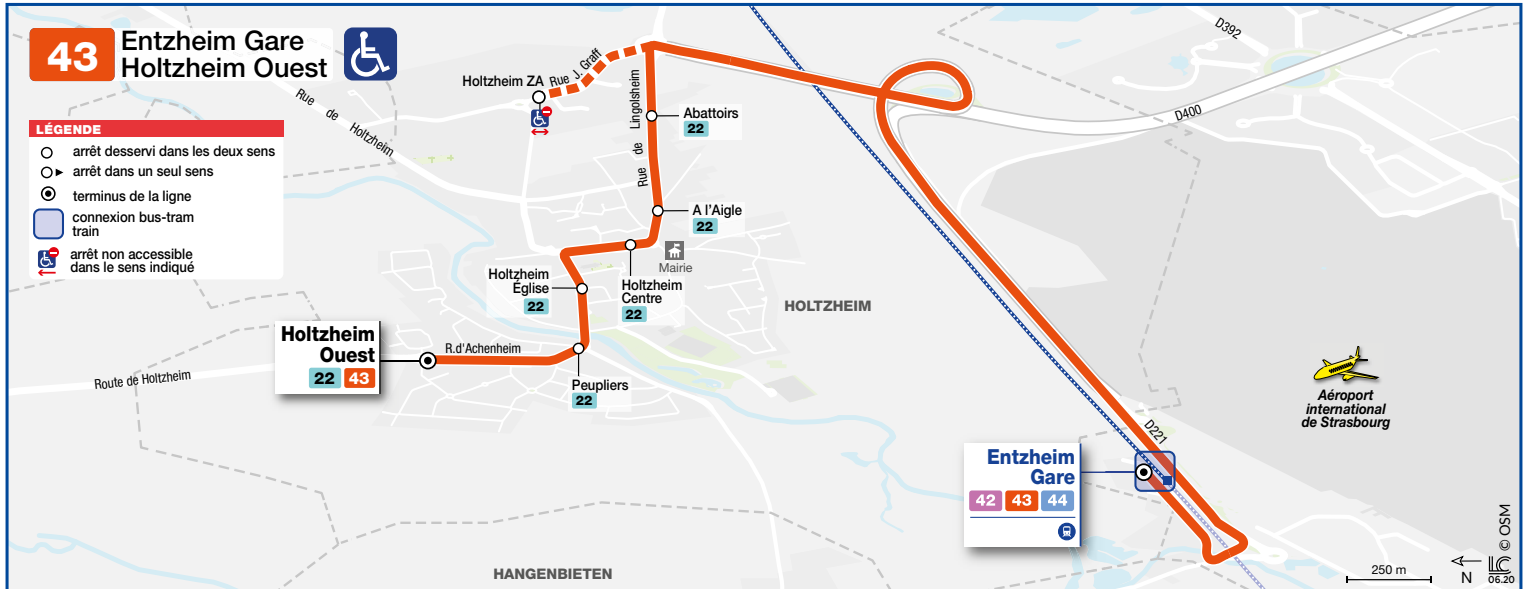 43
Entzheim Gare
Holtzheim Ouest
LÉGENDE
arrêt desservi dans les deux sens
arrêt dans un seul sens
terminus de la ligne
connexion bus-tram
train
arrêt non accessible
dans le sens indiqué
Rue de Holtzheim
Holtzheim ZA
Rue J. Graff
Rue de Lingolsheim
Abattoirs
22
A l'Aigle
22
Mairie
Holtzheim
Centre
22
Holtzheim
Église
22
Holtzheim
Ouest
22 43
R.d'Achenheim
Peupliers
22
Route de Holtzheim
HOLTZHEIM
HANGENBIETEN
D392
D400
D221
Entzheim
Gare
42 43 44
Aéroport
international
de Strasbourg
250 m
N
LC
06.20
© OSM